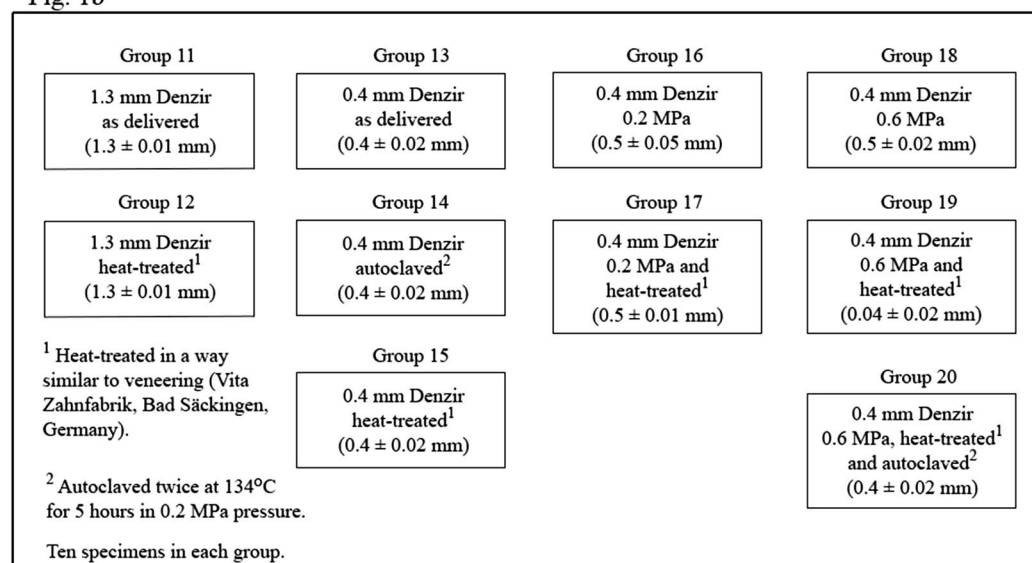 Group 11
1.3 mm Denzir
as delivered
(1.3 ± 0.01 mm)
Group 12
1.3 mm Denzir
heat-treated1
(1.3 ± 0.01 mm)
1 Heat-treated in a way
similar to veneering (Vita
Zahnfabrik, Bad Säckingen,
Germany).
2 Autoclaved twice at 134°C
for 5 hours in 0.2 MPa pressure.
Ten specimens in each group.
Group 13
0.4 mm Denzir
as delivered
(0.4 ± 0.02 mm)
Group 14
0.4 mm Denzir
autoclaved2
(0.4 ± 0.02 mm)
Group 15
0.4 mm Denzir
heat-treated1
(0.4 ± 0.02 mm)
Group 16
0.4 mm Denzir
0.2 MPa
(0.5 ± 0.05 mm)
Group 17
0.4 mm Denzir
0.2 MPa and
heat-treated1
(0.5 ± 0.01 mm)
Group 18
0.4 mm Denzir
0.6 MPa
(0.5 ± 0.02 mm)
Group 19
0.4 mm Denzir
0.6 MPa and
heat-treated1
(0.04 ± 0.02 mm)
Group 20
0.4 mm Denzir
0.6 MPa, heat-treated1
and autoclaved2
(0.4 ± 0.02 mm)